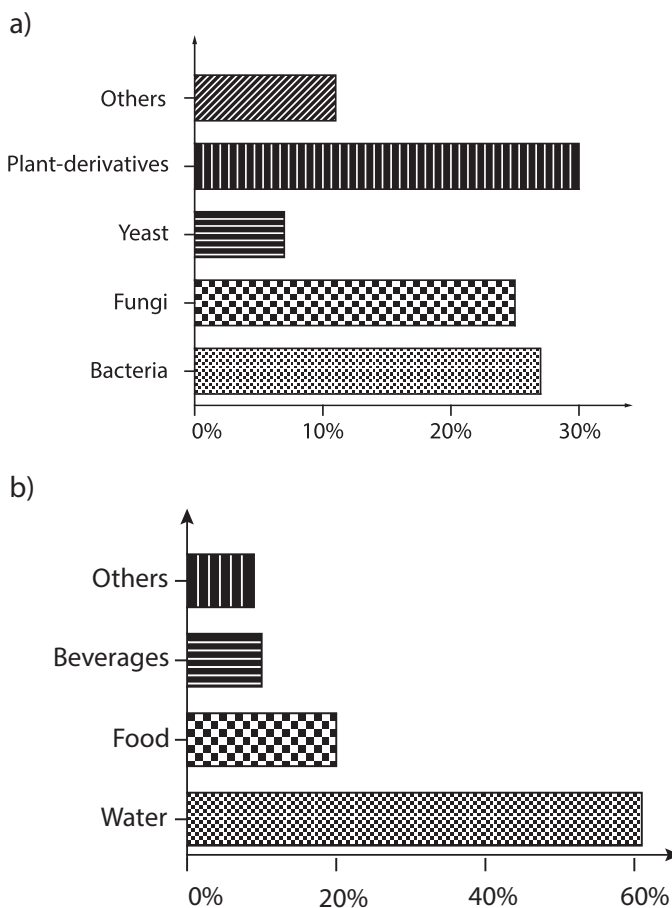 a)
Others
Plant-derivatives
Yeast
Fungi
Bacteria
0% 10% 20% 30%
b)
Others
Beverages
Food
Water
0% 20% 40% 60%